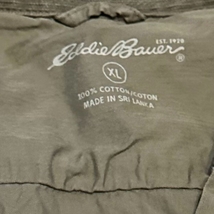 EST. 1920
Eddie Bauer®
XL
100% COTTON/COTON
MADE IN SRI LANKA